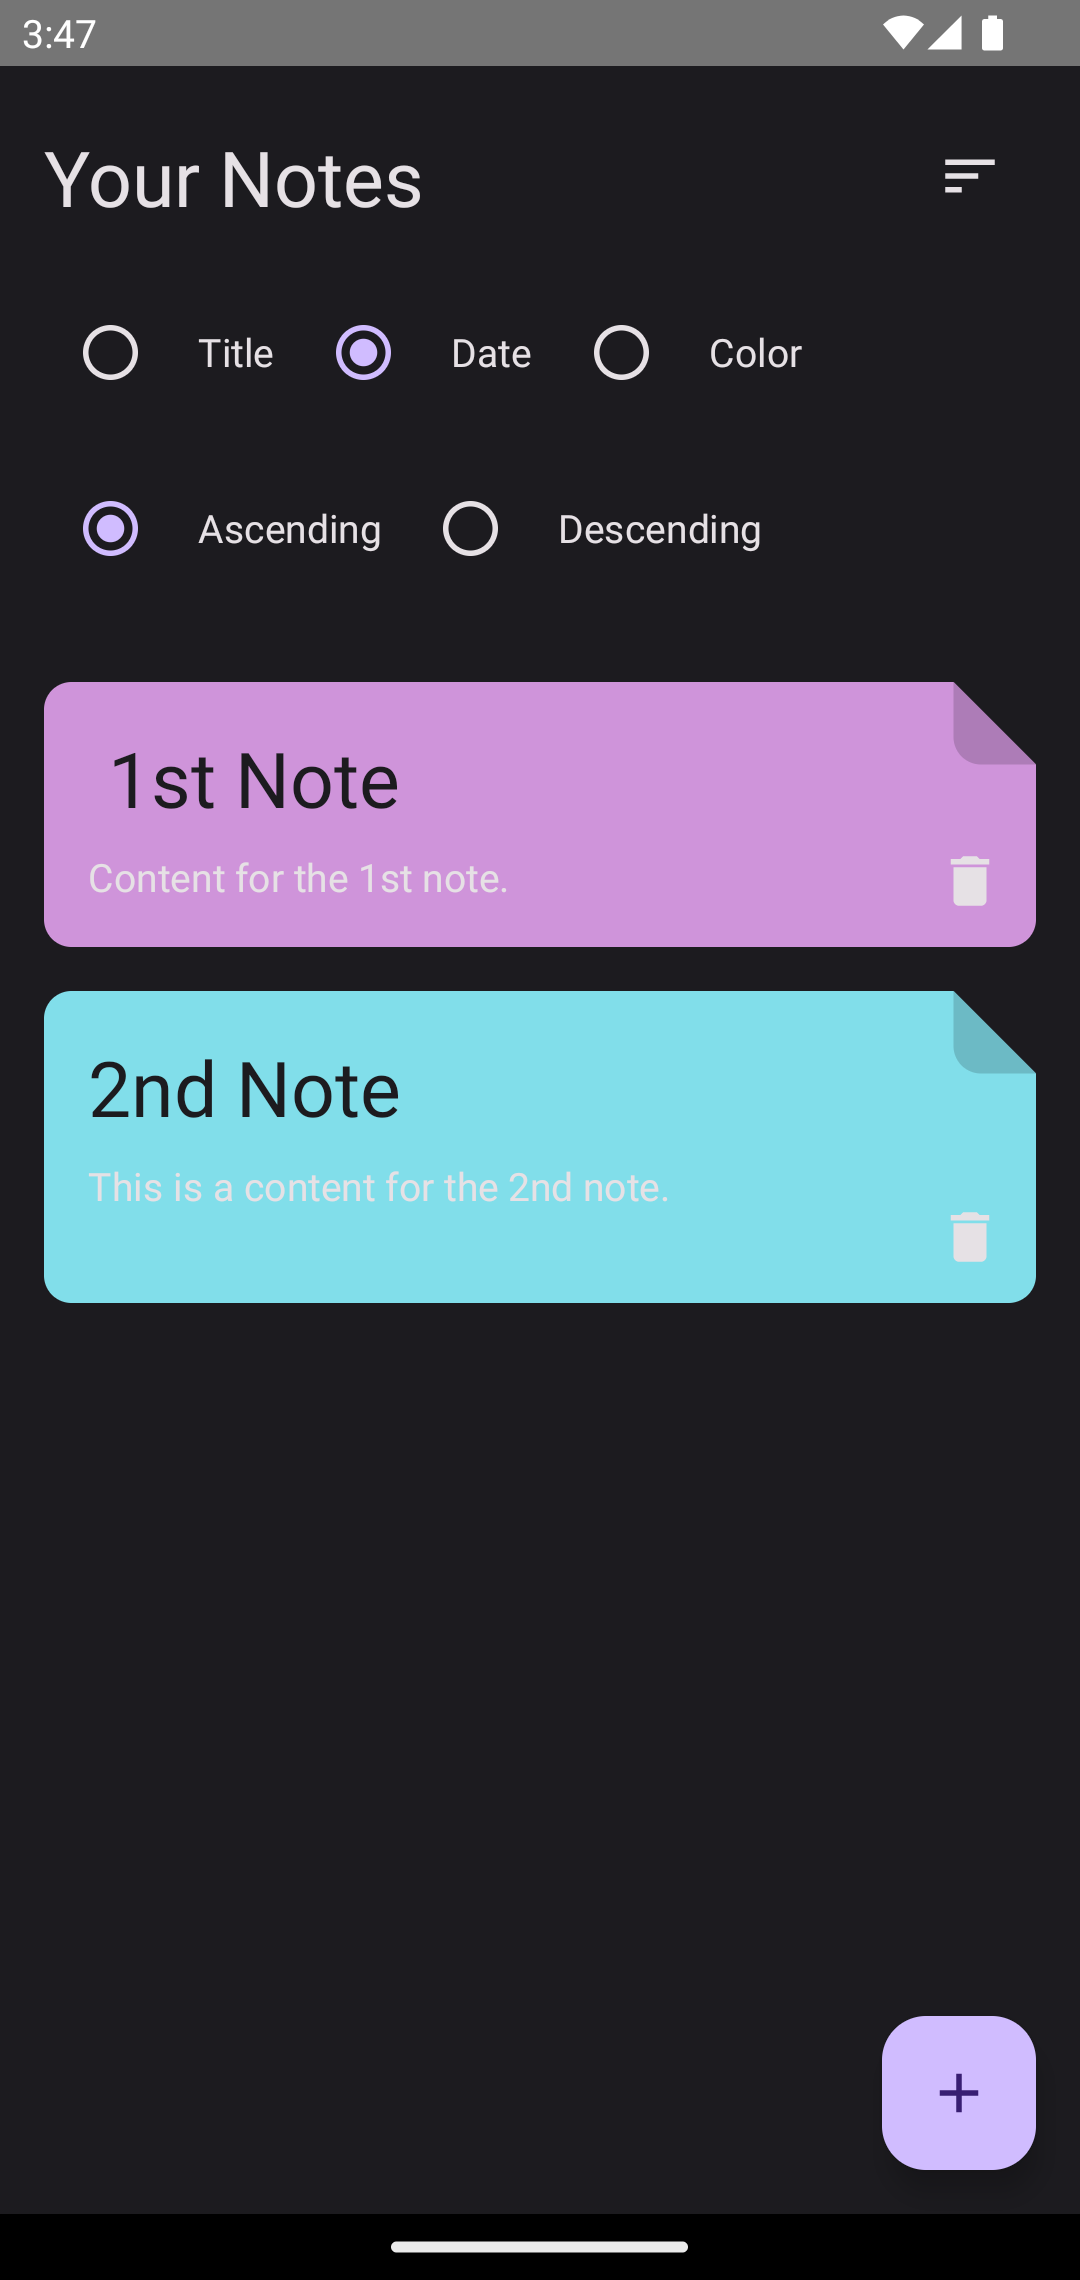 3:47
Your Notes
Title Date Color
Ascending Descending
1st Note
Content for the 1st note.
2nd Note
This is a content for the 2nd note.